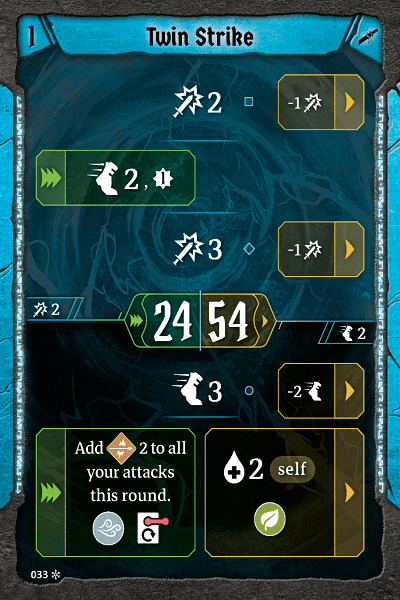 1 Twin Strike
2 -1
2, 1
3 -1
2 24 54 2
3 -2
Add 2 to all
your attacks
this round.
2 self
033